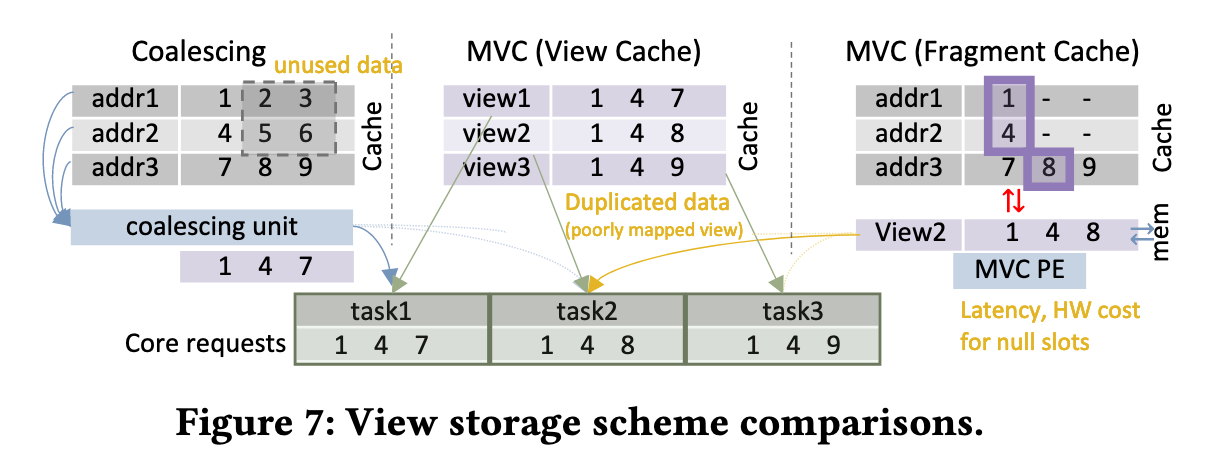 Coalescing
unused data
addr1 1 2 3
addr2 4 5 6
addr3 7 8 9
Cache
coalescing unit
1 4 7
MVC (View Cache)
view1 1 4 7
view2 1 4 8
view3 1 4 9
Cache
Duplicated data
(poorly mapped view)
MVC (Fragment Cache)
addr1 1 - -
addr2 4 - -
addr3 7 8 9
Cache
View2 1 4 8
mem
MVC PE
Latency, HW cost
for null slots
task1 task2 task3
Core requests 1 4 7 1 4 8 1 4 9
Figure 7: View storage scheme comparisons.